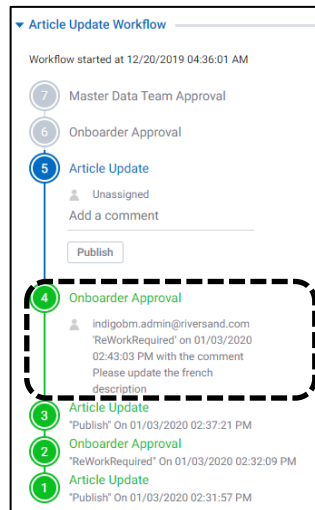 Article Update Workflow
Workflow started at 12/20/2019 04:36:01 AM
7 Master Data Team Approval
6 Onboarder Approval
5 Article Update
Unassigned
Add a comment
Publish
4 Onboarder Approval
indigobm.admin@riversand.com
'ReWorkRequired' on 01/03/2020
02:43:03 PM with the comment
Please update the french
description
3 Article Update
"Publish" On 01/03/2020 02:37:21 PM
2 Onboarder Approval
"ReWorkRequired" On 01/03/2020 02:32:09 PM
1 Article Update
"Publish" On 01/03/2020 02:31:57 PM